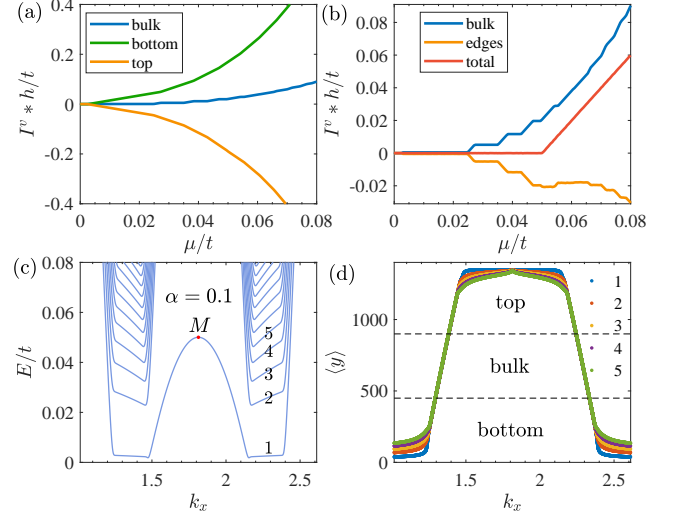 (a)
0.4
0.2
0
-0.2
-0.4
I^v * h/t
bulk
bottom
top
0 0.02 0.04 0.06 0.08
μ/t
(b)
0.08
0.06
0.04
0.02
0
-0.02
I^v * h/t
bulk
edges
total
0 0.02 0.04 0.06 0.08
μ/t
(c)
0.08
0.06
0.04
0.02
0
E/t
α = 0.1
M
5
4
3
2
1
1.5 2 2.5
k_x
(d)
1000
500
0
⟨y⟩
1
2
3
4
5
top
bulk
bottom
1.5 2 2.5
k_x